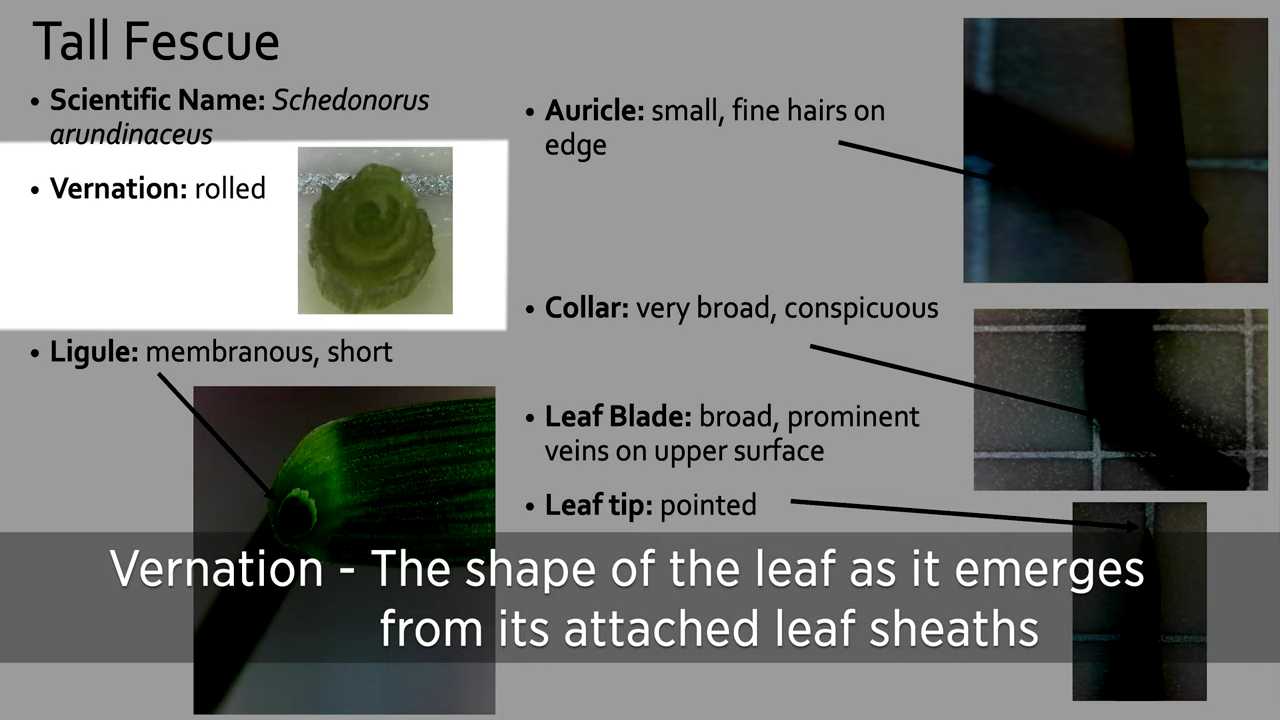 Tall Fescue
• Scientific Name: Schedonorus
arundinaceus
• Vernation: rolled
• Ligule: membranous, short
• Auricle: small, fine hairs on
edge
• Collar: very broad, conspicuous
• Leaf Blade: broad, prominent
veins on upper surface
• Leaf tip: pointed
Vernation - The shape of the leaf as it emerges
from its attached leaf sheaths